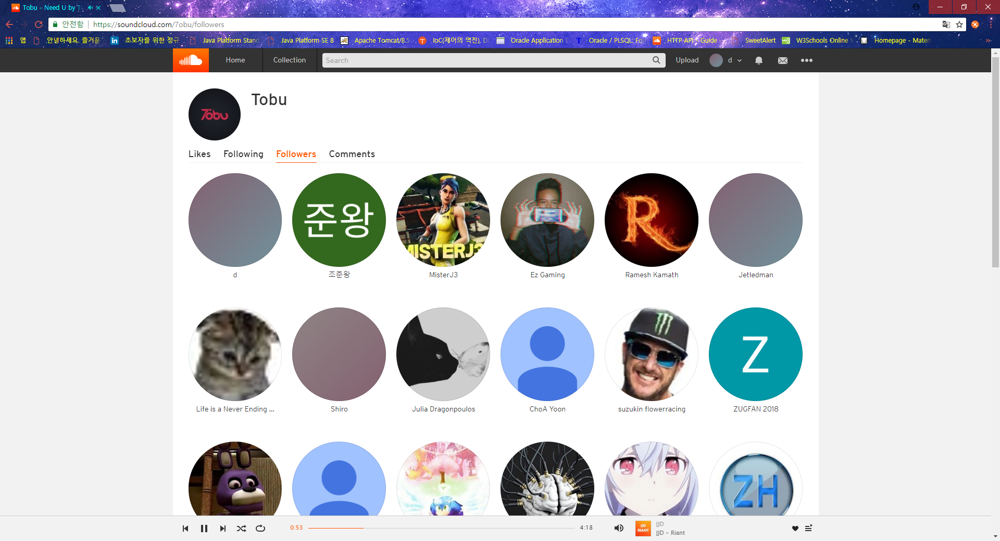 Tobu - Need U by
안전함 https://soundcloud.com/7obu/followers
앱 안녕하세요. 즐거운 초보자를 위한 정규 Java Platform Stand Java Platform SE 8 Apache Tomcat/8.5 IoC(제어의 역전), D Oracle Application Oracle / PLSQL: HTTP API - Guide SweetAlert W3Schools Online Homepage - Materi
Home Collection Search Upload d
Tobu
7obu
Likes Following Followers Comments
준왕
MISTERJ3
d 조준왕 MisterJ3 Ez Gaming Ramesh Kamath Jetledman
Z
Life is a Never Ending ... Shiro Julia Dragonpoulos ChoA Yoon suzukin flowerracing ZUGFAN 2018
ZH
0:53 4:18
JJD
RIANT
JJD
JJD - Riant